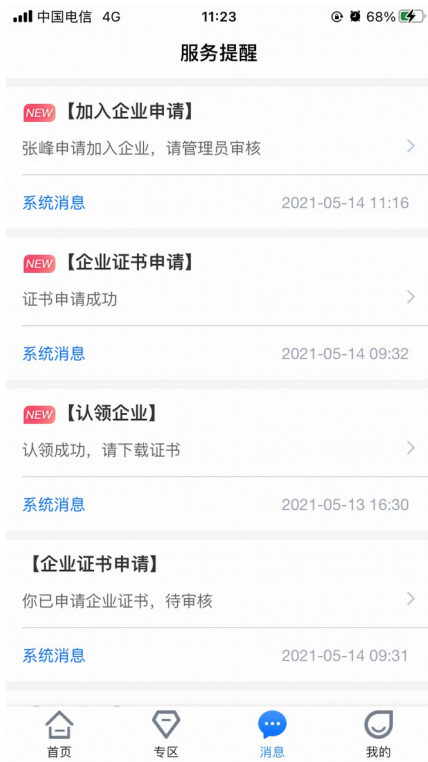 中国电信 4G 11:23 68%
服务提醒
NEW 【加入企业申请】
张峰申请加入企业，请管理员审核
系统消息 2021-05-14 11:16
NEW 【企业证书申请】
证书申请成功
系统消息 2021-05-14 09:32
NEW 【认领企业】
认领成功，请下载证书
系统消息 2021-05-13 16:30
【企业证书申请】
你已申请企业证书，待审核
系统消息 2021-05-14 09:31
首页 专区 消息 我的